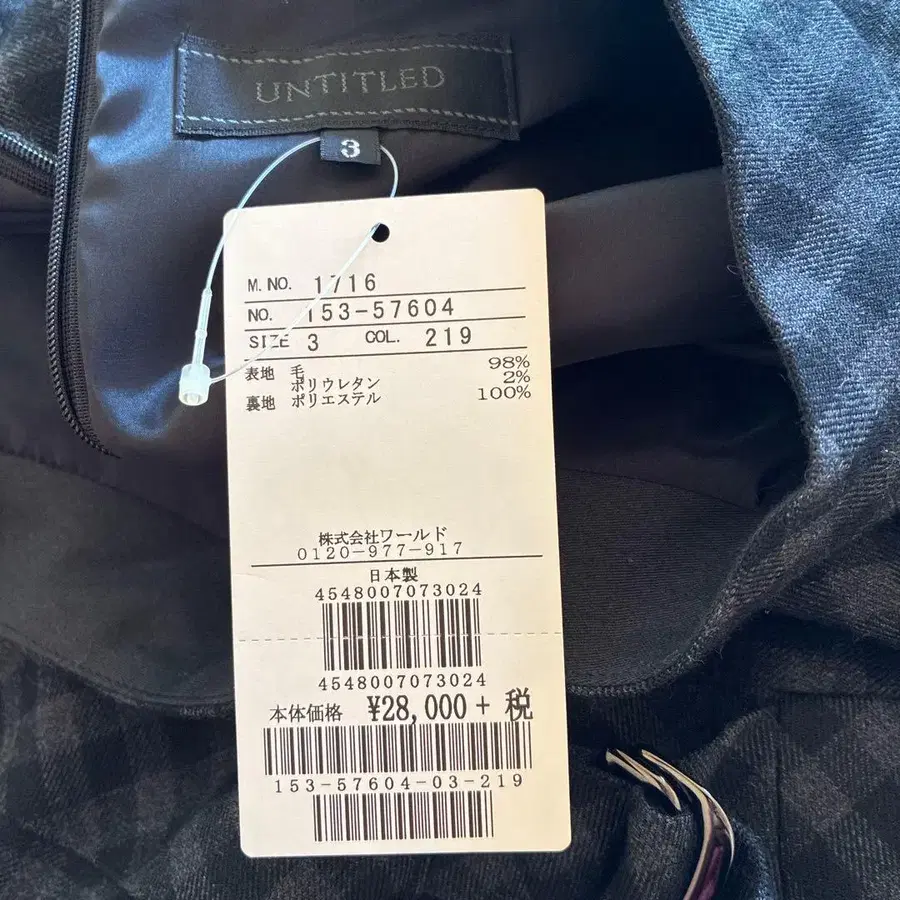 UNTITLED
3
M. NO. 1716
NO. 153-57604
SIZE 3 COL. 219
表地 毛 98%
ポリウレタン 2%
裏地 ポリエステル 100%
株式会社ワールド
0120-977-917
日本製
4548007073024
4548007073024
本体価格 ¥28,000 + 税
153-57604-03-219